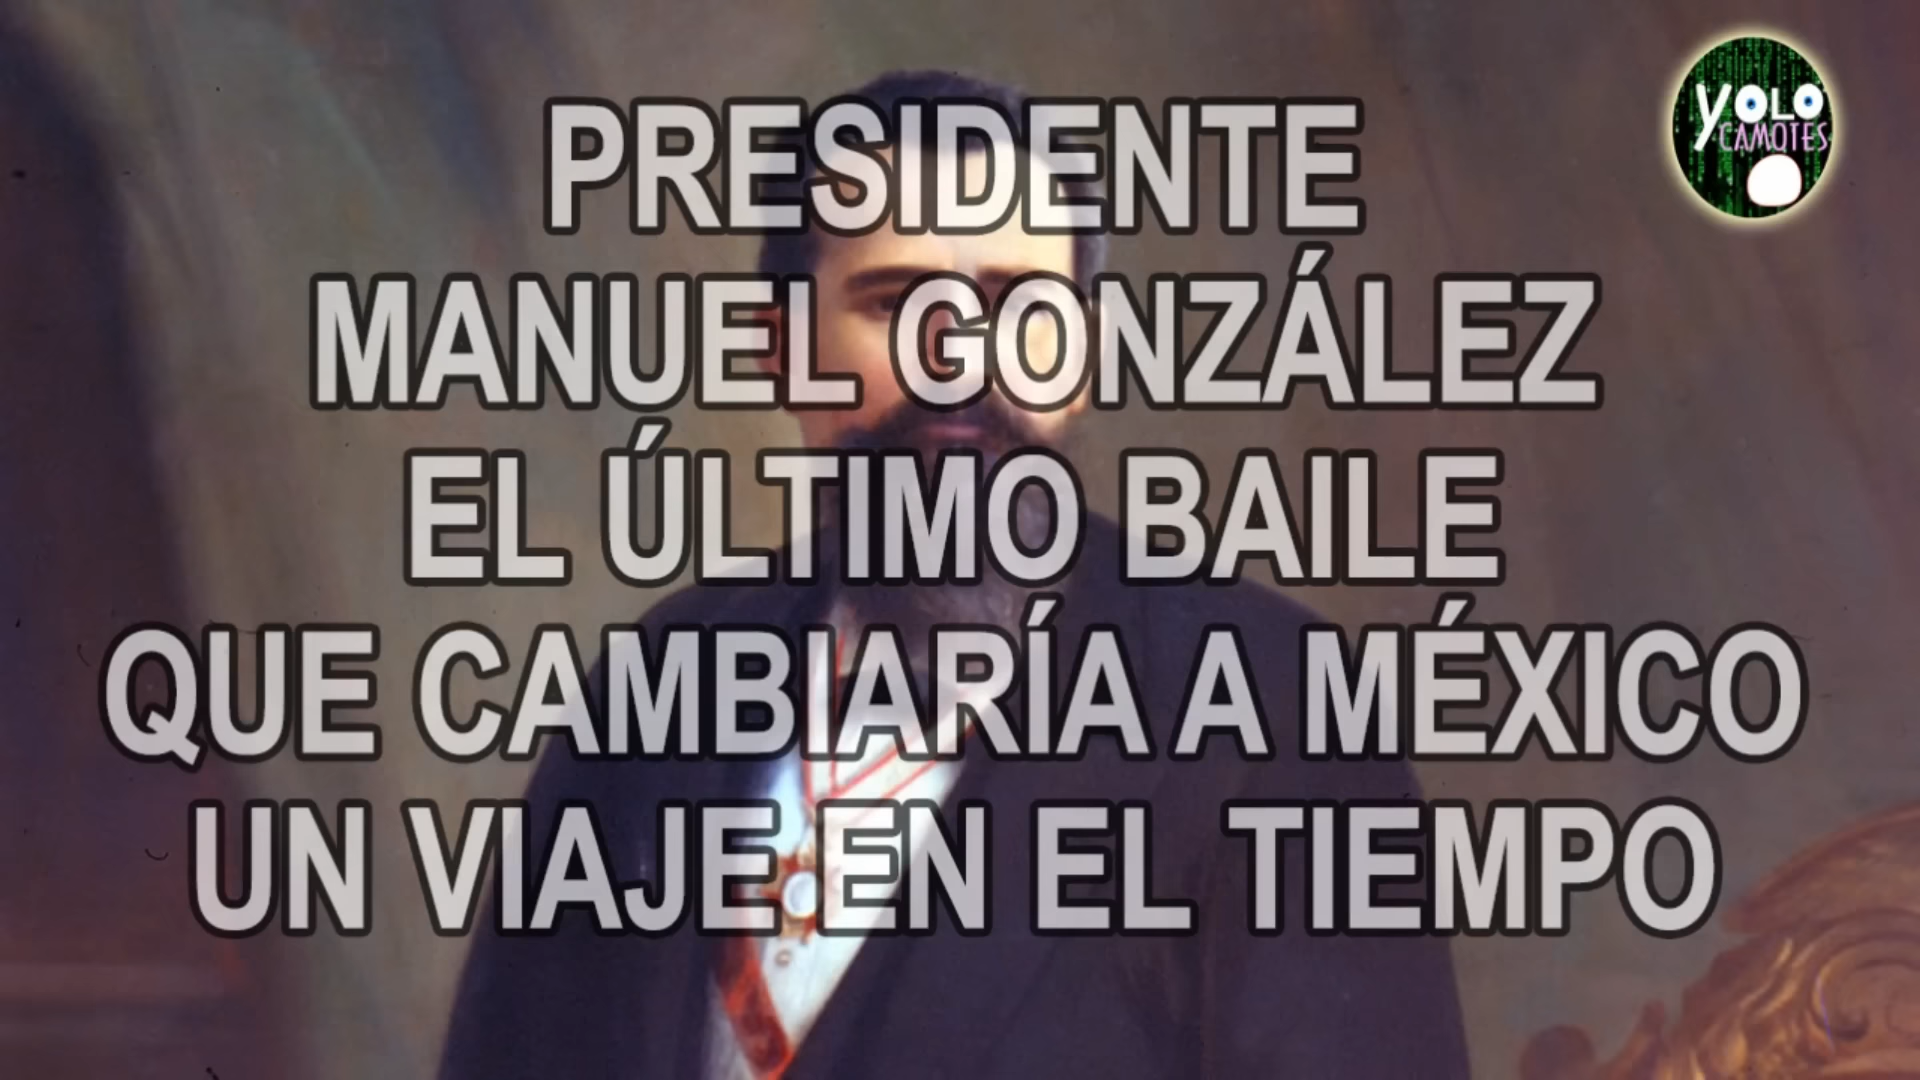 PRESIDENTE
MANUEL GONZÁLEZ
EL ÚLTIMO BAILE
QUE CAMBIARÍA A MÉXICO
UN VIAJE EN EL TIEMPO
YOLO
CAMOTES